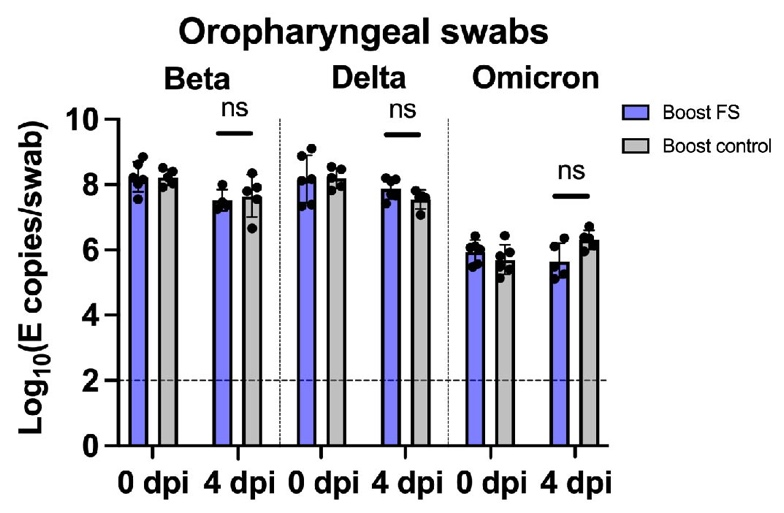 Oropharyngeal swabs
Beta Delta Omicron
ns ns ns
Boost FS
Boost control
Log10(E copies/swab)
10
8
6
4
2
0
0 dpi 4 dpi 0 dpi 4 dpi 0 dpi 4 dpi